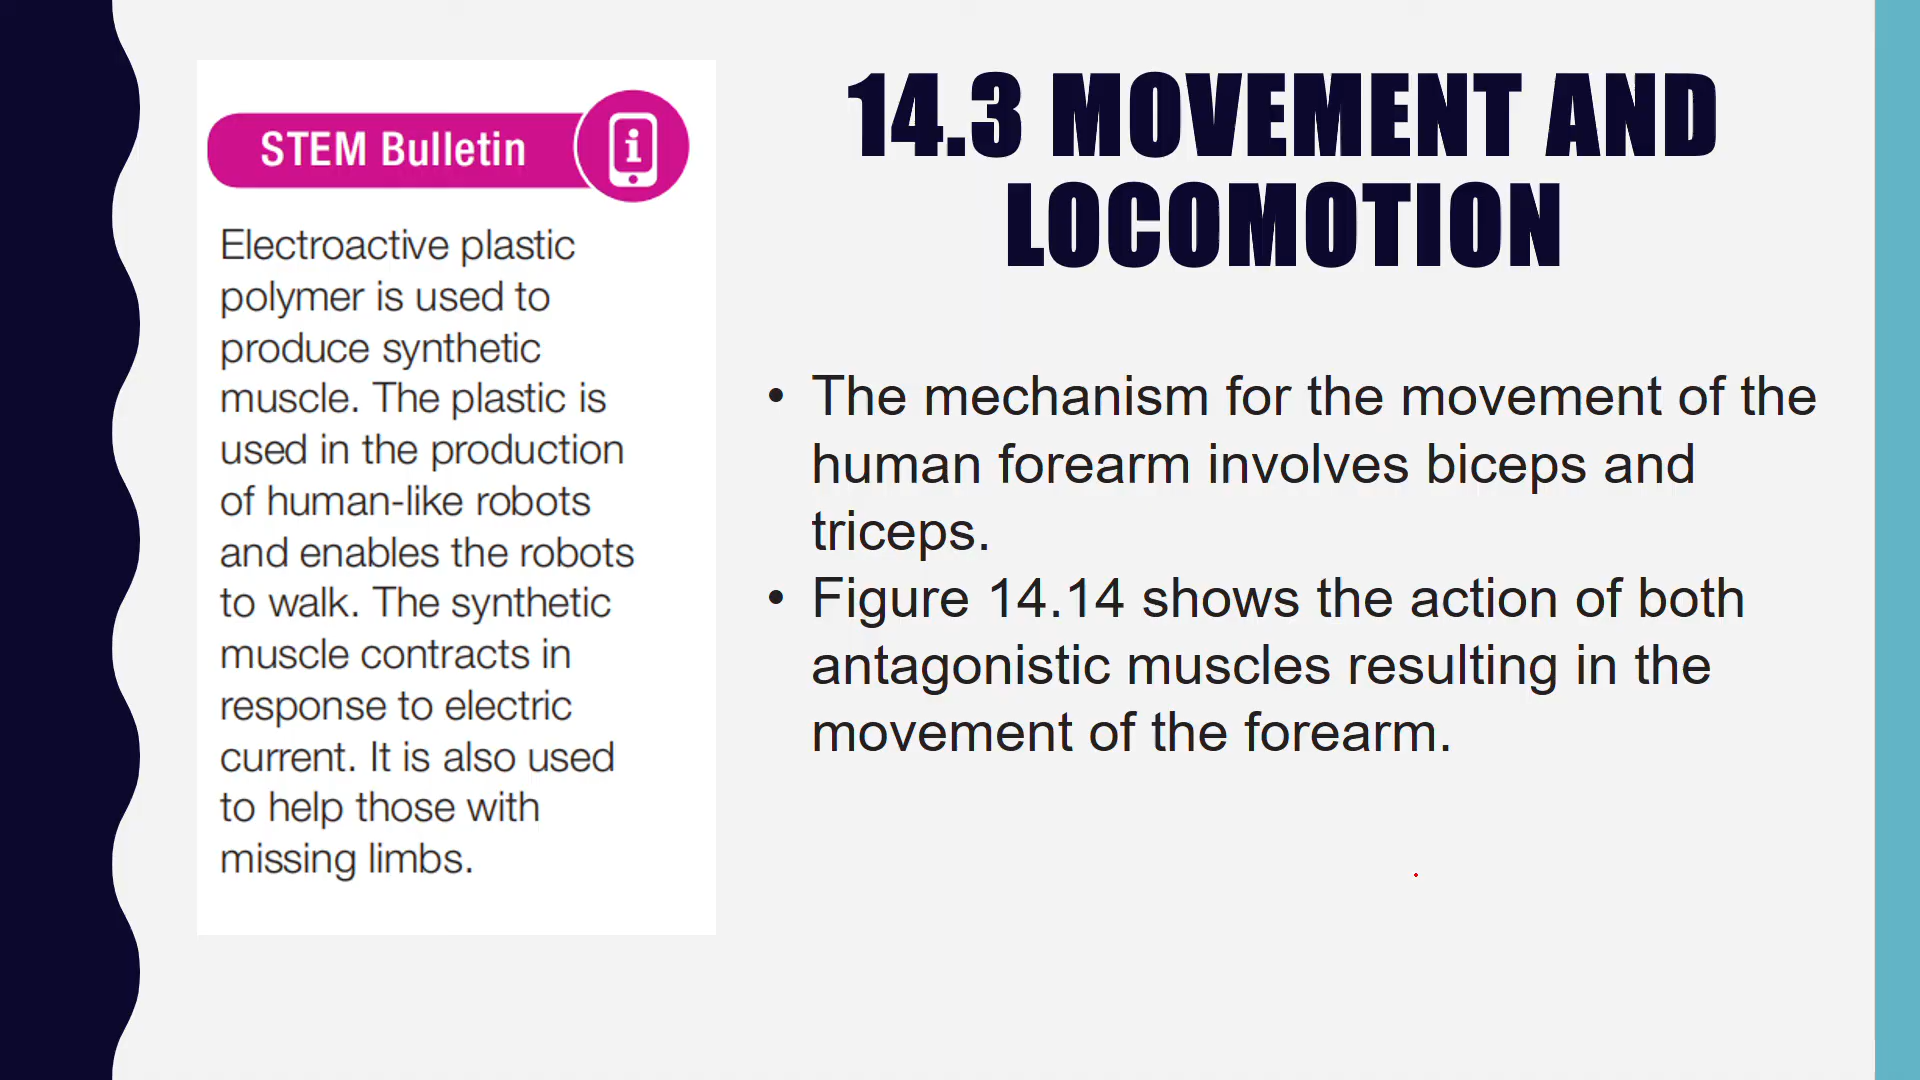 STEM Bulletin
Electroactive plastic
polymer is used to
produce synthetic
muscle. The plastic is
used in the production
of human-like robots
and enables the robots
to walk. The synthetic
muscle contracts in
response to electric
current. It is also used
to help those with
missing limbs.
14.3 MOVEMENT AND
LOCOMOTION
• The mechanism for the movement of the
human forearm involves biceps and
triceps.
• Figure 14.14 shows the action of both
antagonistic muscles resulting in the
movement of the forearm.